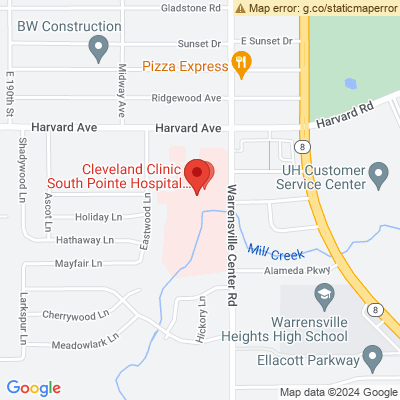 Gladstone Rd
Map error: g.co/staticmaperror
BW Construction
Sunset Dr
E Sunset Dr
Pizza Express
E 190th St
Midway Ave
Ridgewood Ave
Harvard Ave
Harvard Ave
Harvard Rd
8
Shadywood Ln
Cleveland Clinic
South Pointe Hospital...
UH Customer
Service Center
Ascot Ln
Holiday Ln
Eastwood Ln
Warrensville Center Rd
Hathaway Ln
Mill Creek
Mayfair Ln
Alameda Pkwy
Larkspur Ln
Cherrywood Ln
Hickory Ln
8
Warrensville
Heights High School
Meadowlark Ln
Ellacott Parkway
Google
Map data ©2024 Google